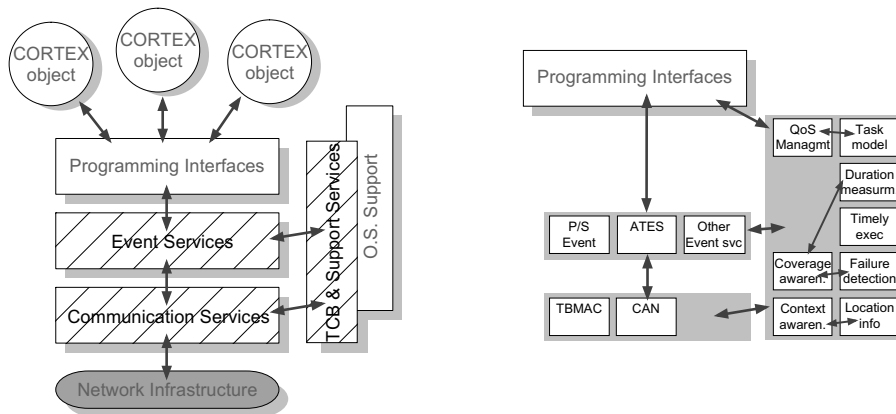 CORTEX
object
CORTEX
object
CORTEX
object
Programming Interfaces
Event Services
Communication Services
Network Infrastructure
TCB & Support Services
O.S. Support
Programming Interfaces
QoS
Managmt
Task
model
Duration
measurm
Timely
exec
P/S
Event
ATES
Other
Event svc
Coverage
awaren.
Failure
detection
TBMAC
CAN
Context
awaren.
Location
info